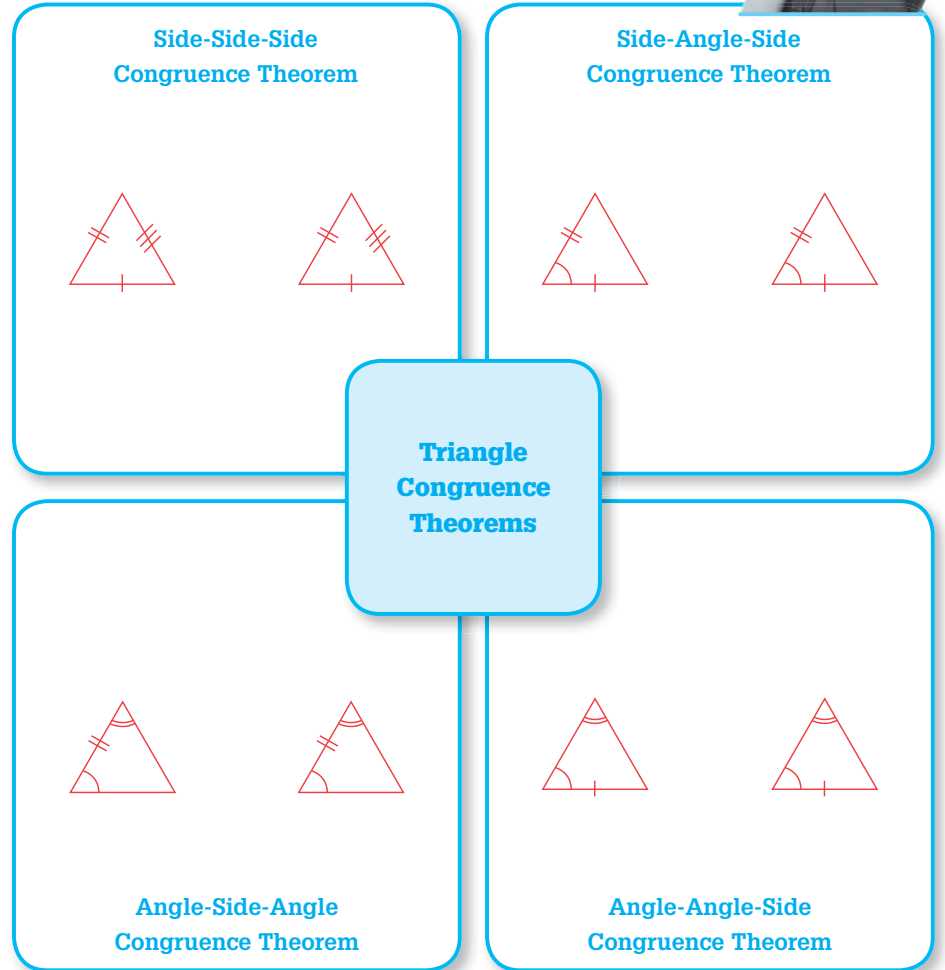 Side-Side-Side
Congruence Theorem
Side-Angle-Side
Congruence Theorem
Triangle
Congruence
Theorems
Angle-Side-Angle
Congruence Theorem
Angle-Angle-Side
Congruence Theorem